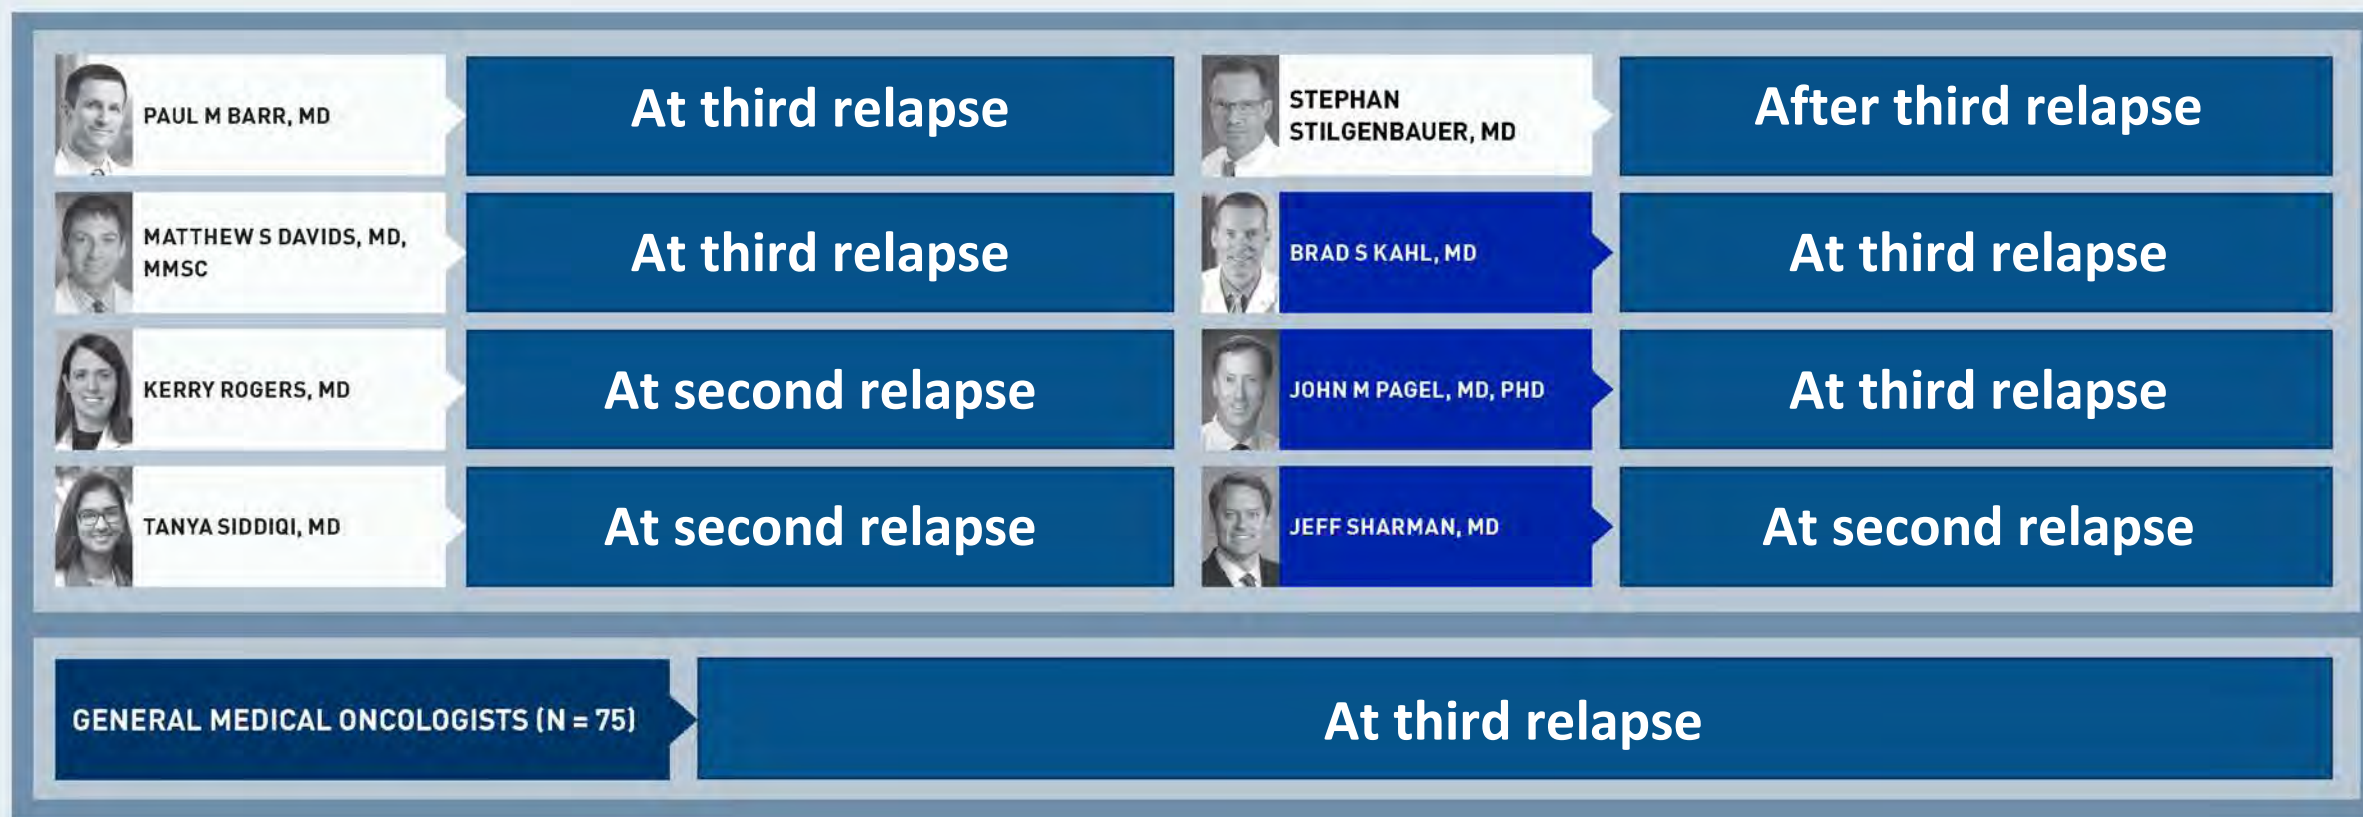 PAUL M BARR, MD
At third relapse
MATTHEW S DAVIDS, MD,
MMSC
At third relapse
KERRY ROGERS, MD
At second relapse
TANYA SIDDIQI, MD
At second relapse
STEPHAN
STILGENBAUER, MD
After third relapse
BRAD S KAHL, MD
At third relapse
JOHN M PAGEL, MD, PHD
At third relapse
JEFF SHARMAN, MD
At second relapse
GENERAL MEDICAL ONCOLOGISTS (N = 75)
At third relapse